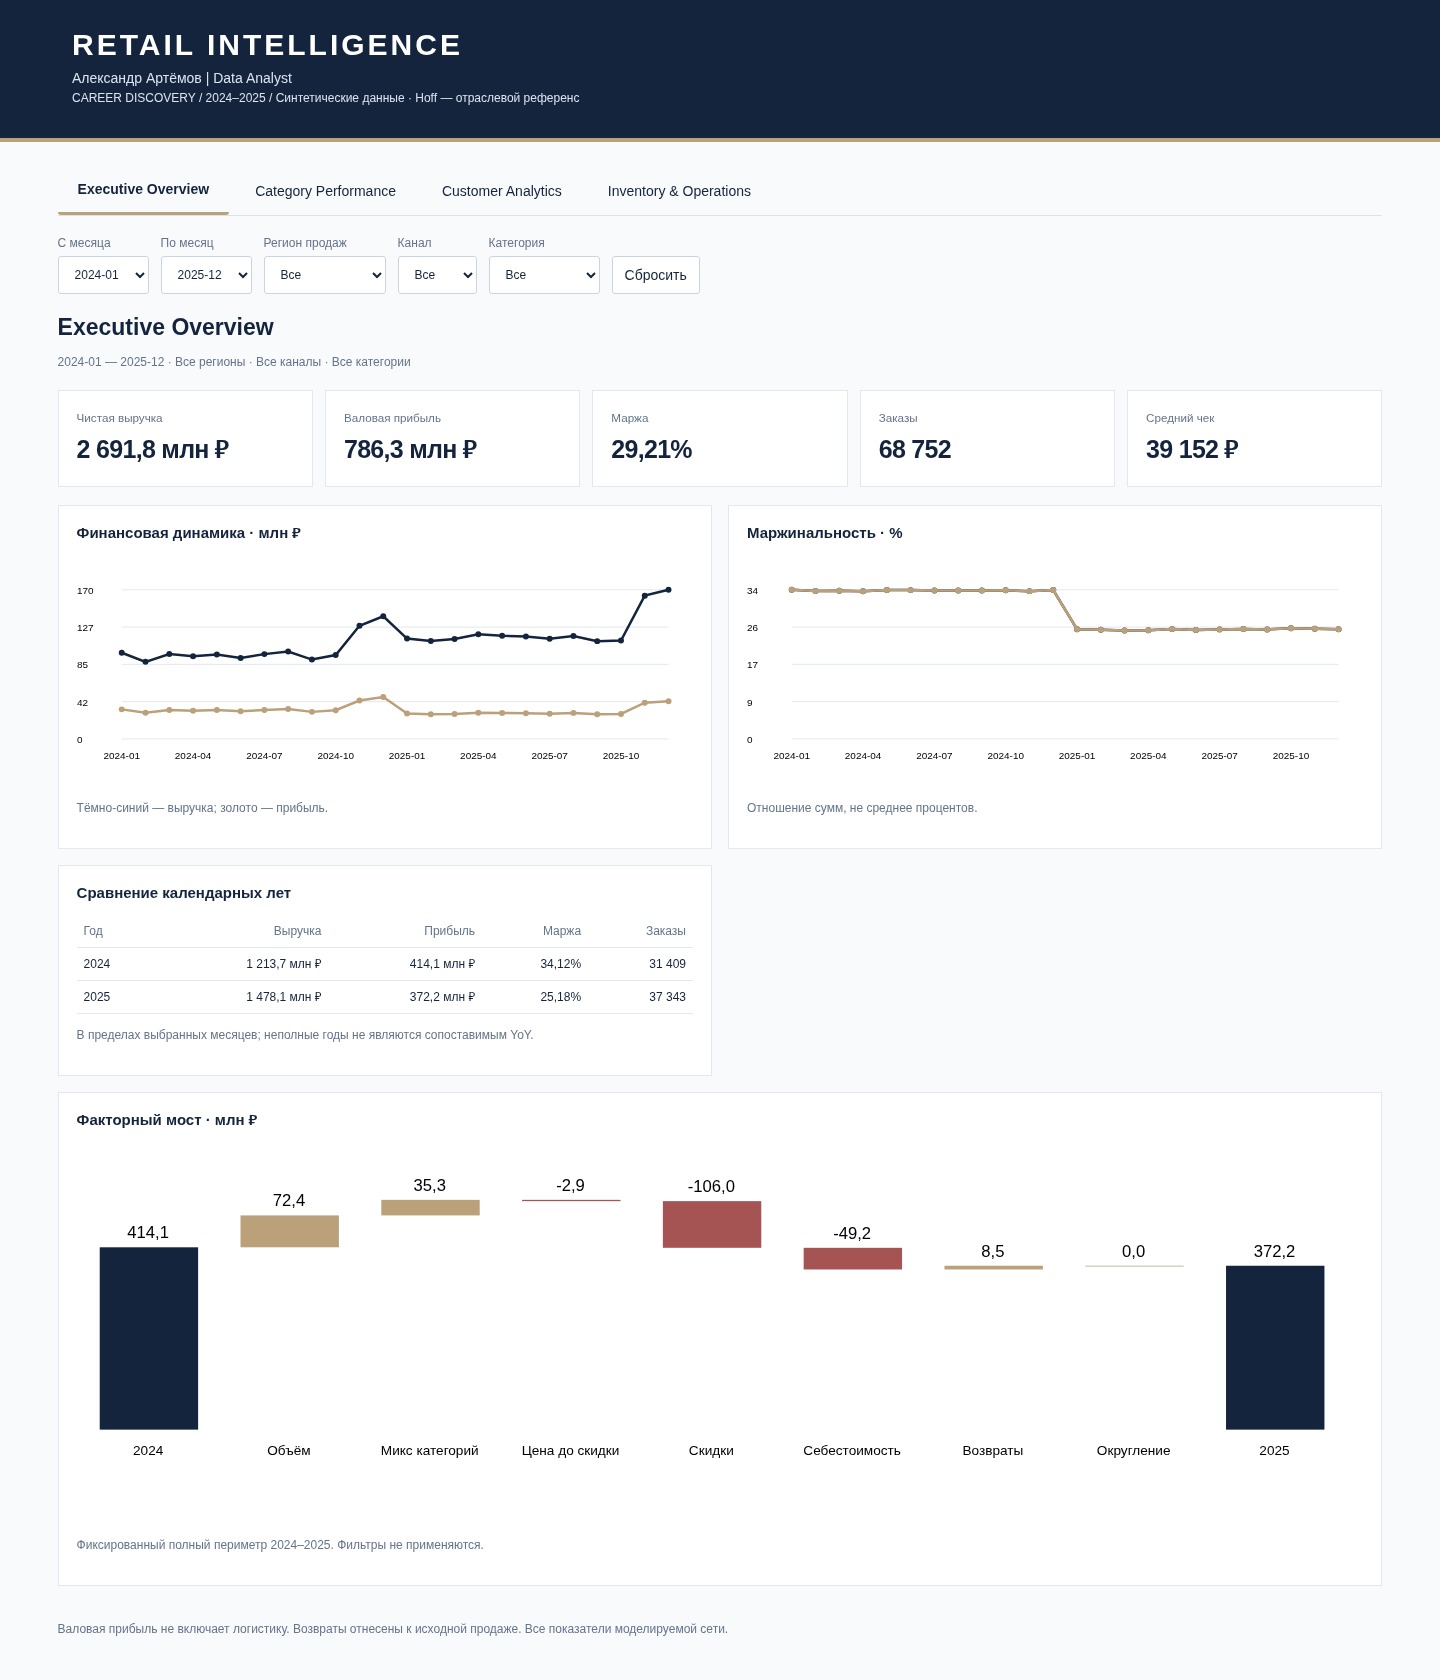 RETAIL INTELLIGENCE
Александр Артёмов | Data Analyst
CAREER DISCOVERY / 2024–2025 / Синтетические данные · Hoff — отраслевой референс
Executive Overview Category Performance Customer Analytics Inventory & Operations
С месяца По месяц Регион продаж Канал Категория
2024-01 2025-12 Все Все Все Сбросить
Executive Overview
2024-01 — 2025-12 · Все регионы · Все каналы · Все категории
Чистая выручка
2 691,8 млн ₽
Валовая прибыль
786,3 млн ₽
Маржа
29,21%
Заказы
68 752
Средний чек
39 152 ₽
Финансовая динамика · млн ₽
170
127
85
42
0
2024-01 2024-04 2024-07 2024-10 2025-01 2025-04 2025-07 2025-10
Тёмно-синий — выручка; золото — прибыль.
Маржинальность · %
34
26
17
9
0
2024-01 2024-04 2024-07 2024-10 2025-01 2025-04 2025-07 2025-10
Отношение сумм, не среднее процентов.
Сравнение календарных лет
Год Выручка Прибыль Маржа Заказы
2024 1 213,7 млн ₽ 414,1 млн ₽ 34,12% 31 409
2025 1 478,1 млн ₽ 372,2 млн ₽ 25,18% 37 343
В пределах выбранных месяцев; неполные годы не являются сопоставимым YoY.
Факторный мост · млн ₽
414,1 72,4 35,3 -2,9 -106,0 -49,2 8,5 0,0 372,2
2024 Объём Микс категорий Цена до скидки Скидки Себестоимость Возвраты Округление 2025
Фиксированный полный периметр 2024–2025. Фильтры не применяются.
Валовая прибыль не включает логистику. Возвраты отнесены к исходной продаже. Все показатели моделируемой сети.